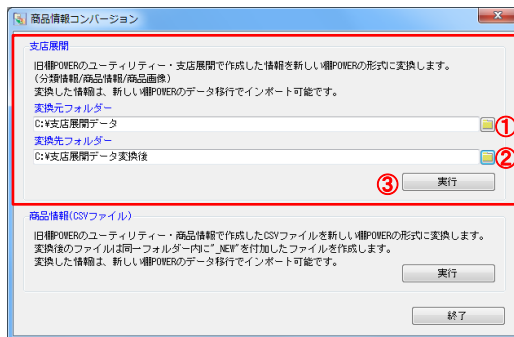 商品情報コンバージョン
x
支店展開
旧棚POWERのユーティリティー・支店展開で作成した情報を新しい棚POWERの形式に変換します。
(分類情報/商品情報/商品画像)
変換した情報は、新しい棚POWERのデータ移行でインポート可能です。
変換元フォルダー
C:¥支店展開データ
①
変換先フォルダー
C:¥支店展開データ変換後
②
③ 実行
商品情報(CSVファイル)
旧棚POWERのユーティリティー・商品情報で作成したCSVファイルを新しい棚POWERの形式に変換します。
変換後のファイルは同一フォルダー内に"_NEW"を付加したファイルを作成します。
変換した情報は、新しい棚POWERのデータ移行でインポート可能です。
実行
終了